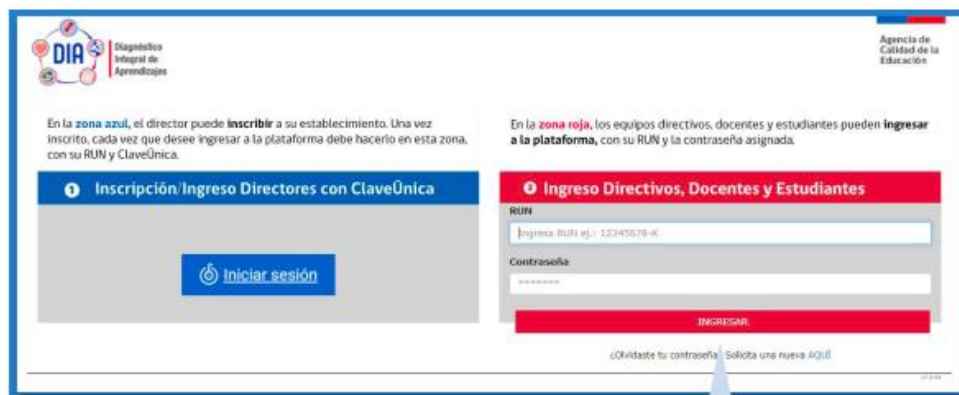 DIA
Diagnóstico
Integral de
Aprendizajes
Agencia de
Calidad de la
Educación
En la zona azul, el director puede inscribir a su establecimiento. Una vez
inscrito, cada vez que desee ingresar a la plataforma debe hacerlo en esta zona,
con su RUN y ClaveÚnica.
1 Inscripción/Ingreso Directores con ClaveÚnica
Iniciar sesión
En la zona roja, los equipos directivos, docentes y estudiantes pueden ingresar
a la plataforma, con su RUN y la contraseña asignada.
2 Ingreso Directivos, Docentes y Estudiantes
RUN
Ingresa RUN ej.: 12345678-K
Contraseña
*******
INGRESAR
¿Olvidaste tu contraseña? Solicita una nueva AQUÍ